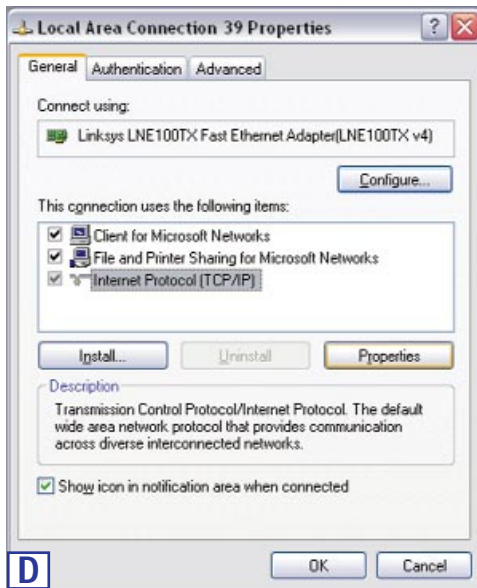 Local Area Connection 39 Properties
General Authentication Advanced
Connect using:
Linksys LNE100TX Fast Ethernet Adapter(LNE100TX v4)
Configure...
This connection uses the following items:
Client for Microsoft Networks
File and Printer Sharing for Microsoft Networks
Internet Protocol (TCP/IP)
Install... Uninstall Properties
Description
Transmission Control Protocol/Internet Protocol. The default
wide area network protocol that provides communication
across diverse interconnected networks.
Show icon in notification area when connected
D
OK Cancel